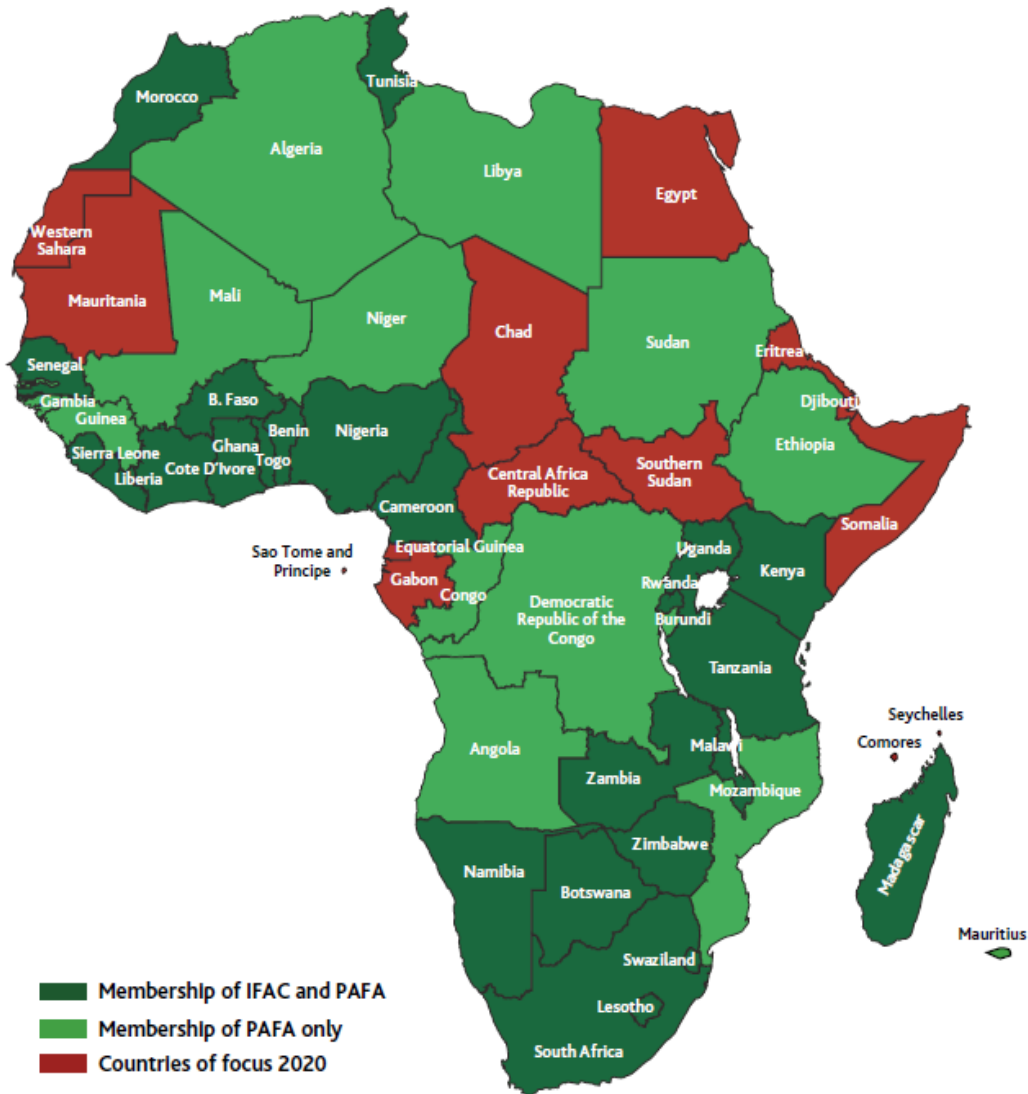 Tunisia
Morocco
Algeria
Libya
Egypt
Western
Sahara
Mauritania
Mali
Niger
Chad
Sudan
Eritrea
Senegal
Gambia
Guinea
B. Faso
Djibouti
Benin
Nigeria
Ghana
Togo
Ethiopia
Sierra Leone
Cote D'Ivore
Liberia
Central Africa
Republic
Southern
Sudan
Cameroon
Somalia
Sao Tome and
Principe
Equatorial Guinea
Gabon
Congo
Uganda
Kenya
Rwanda
Burundi
Democratic
Republic of the
Congo
Tanzania
Seychelles
Comores
Angola
Malawi
Zambia
Mozambique
Zimbabwe
Madagascar
Namibia
Botswana
Mauritius
Swaziland
Lesotho
South Africa
Membership of IFAC and PAFA
Membership of PAFA only
Countries of focus 2020